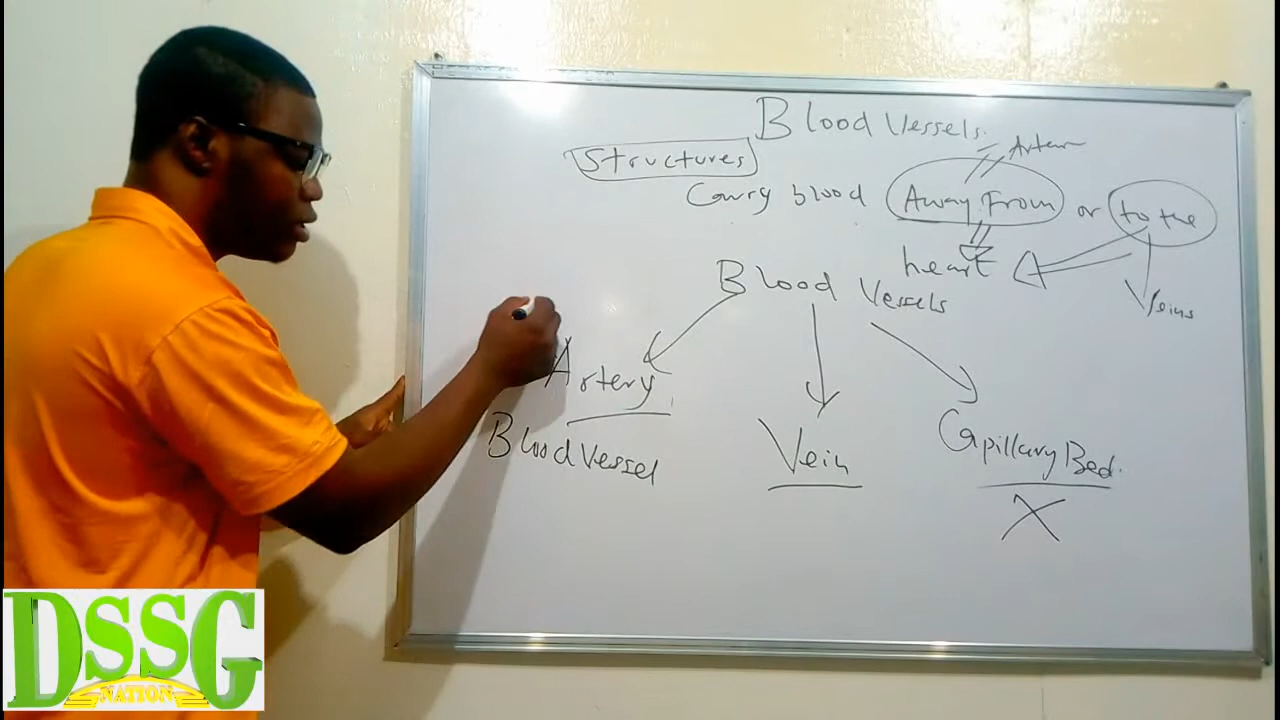 Blood Vessels.
Structures
Carry blood Away From or to the
heart
Veins
Blood Vessels
Artery
Vein
Capillary Bed.
X
Blood Vessel
DSSG
NATION